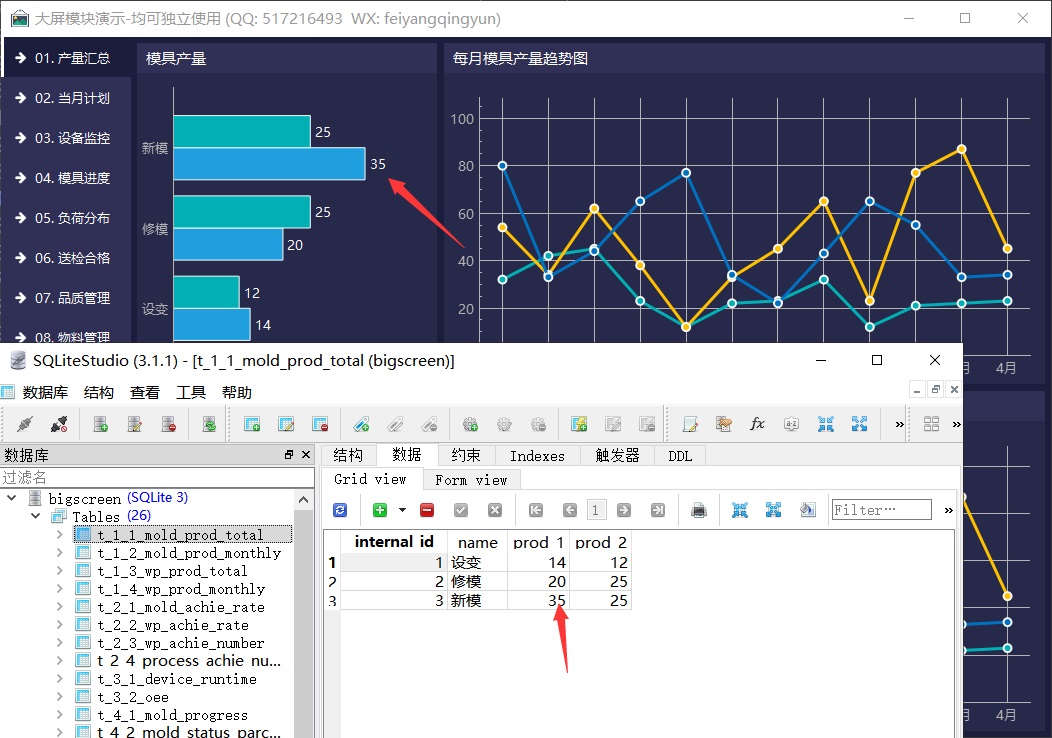 大屏模块演示-均可独立使用 (QQ: 517216493  WX: feiyangqingyun)
01. 产量汇总
02. 当月计划
03. 设备监控
04. 模具进度
05. 负荷分布
06. 送检合格
07. 品质管理
08. 物料管理
模具产量
新模
25
35
修模
25
20
设变
12
14
每月模具产量趋势图
100
80
60
40
20
月
4月
月
4月
SQLiteStudio (3.1.1) - [t_1_1_mold_prod_total (bigscreen)]
数据库 结构 查看 工具 帮助
fx
a-z
»
»
数据库
过滤名
bigscreen (SQLite 3)
Tables (26)
t_1_1_mold_prod_total
t_1_2_mold_prod_monthly
t_1_3_wp_prod_total
t_1_4_wp_prod_monthly
t_2_1_mold_achie_rate
t_2_2_wp_achie_rate
t_2_3_wp_achie_number
t_2_4_process_achie_nu...
t_3_1_device_runtime
t_3_2_oee
t_4_1_mold_progress
t_4_2_mold_status_parc...
结构 数据 约束 Indexes 触发器 DDL
Grid view Form view
1 Filter… »
internal_id name prod_1 prod_2
1 1 设变 14 12
2 2 修模 20 25
3 3 新模 35 25